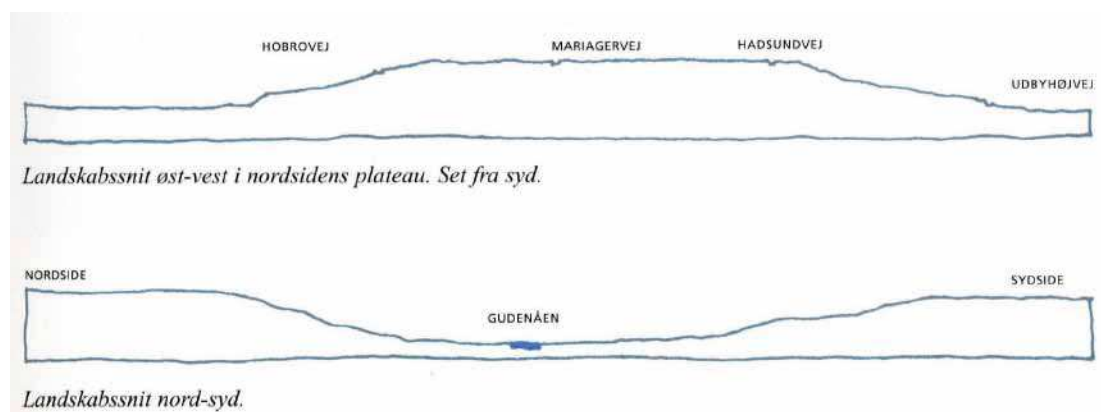 HOBROVEJ
MARIAGERVEJ
HADSUNDVEJ
UDBYHØJVEJ
Landskabssnit øst-vest i nordsidens plateau. Set fra syd.
NORDSIDE
GUDENÅEN
SYDSIDE
Landskabssnit nord-syd.